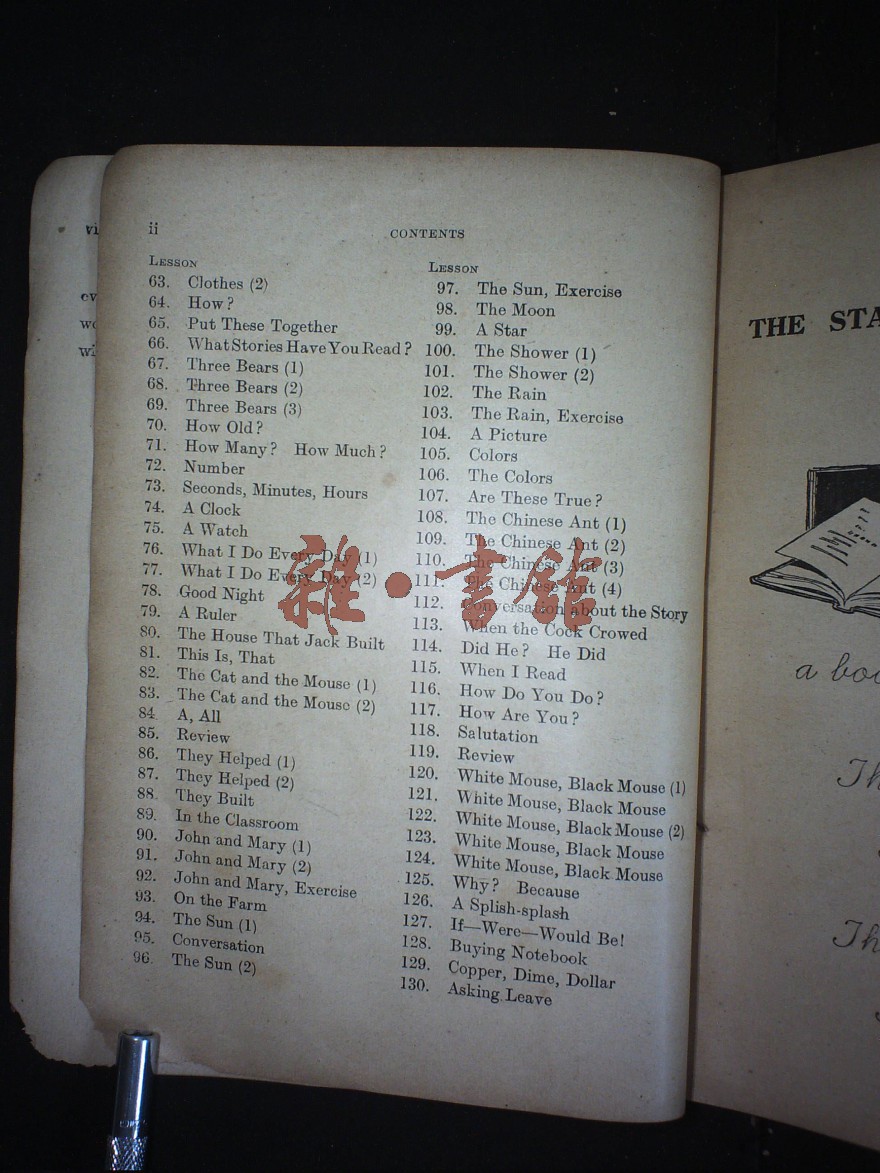 ii
CONTENTS
LESSON
63. Clothes (2)
64. How?
65. Put These Together
66. What Stories Have You Read?
67. Three Bears (1)
68. Three Bears (2)
69. Three Bears (3)
70. How Old?
71. How Many? How Much?
72. Number
73. Seconds, Minutes, Hours
74. A Clock
75. A Watch
76. What I Do Every Day (1)
77. What I Do Every Day (2)
78. Good Night
79. A Ruler
80. The House That Jack Built
81. This Is, That
82. The Cat and the Mouse (1)
83. The Cat and the Mouse (2)
84. A, All
85. Review
86. They Helped (1)
87. They Helped (2)
88. They Built
89. In the Classroom
90. John and Mary (1)
91. John and Mary (2)
92. John and Mary, Exercise
93. On the Farm
94. The Sun (1)
95. Conversation
96. The Sun (2)
LESSON
97. The Sun, Exercise
98. The Moon
99. A Star
100. The Shower (1)
101. The Shower (2)
102. The Rain
103. The Rain, Exercise
104. A Picture
105. Colors
106. The Colors
107. Are These True?
108. The Chinese Ant (1)
109. The Chinese Ant (2)
110. The Chinese Ant (3)
111. The Chinese Ant (4)
112. Conversation about the Story
113. When the Cock Crowed
114. Did He? He Did
115. When I Read
116. How Do You Do?
117. How Are You?
118. Salutation
119. Review
120. White Mouse, Black Mouse (1)
121. White Mouse, Black Mouse
122. White Mouse, Black Mouse (2)
123. White Mouse, Black Mouse
124. White Mouse, Black Mouse
125. Why? Because
126. A Splish-splash
127. If—Were—Would Be!
128. Buying Notebook
129. Copper, Dime, Dollar
130. Asking Leave
雜·書館
THE STA
a boo
Th
Th